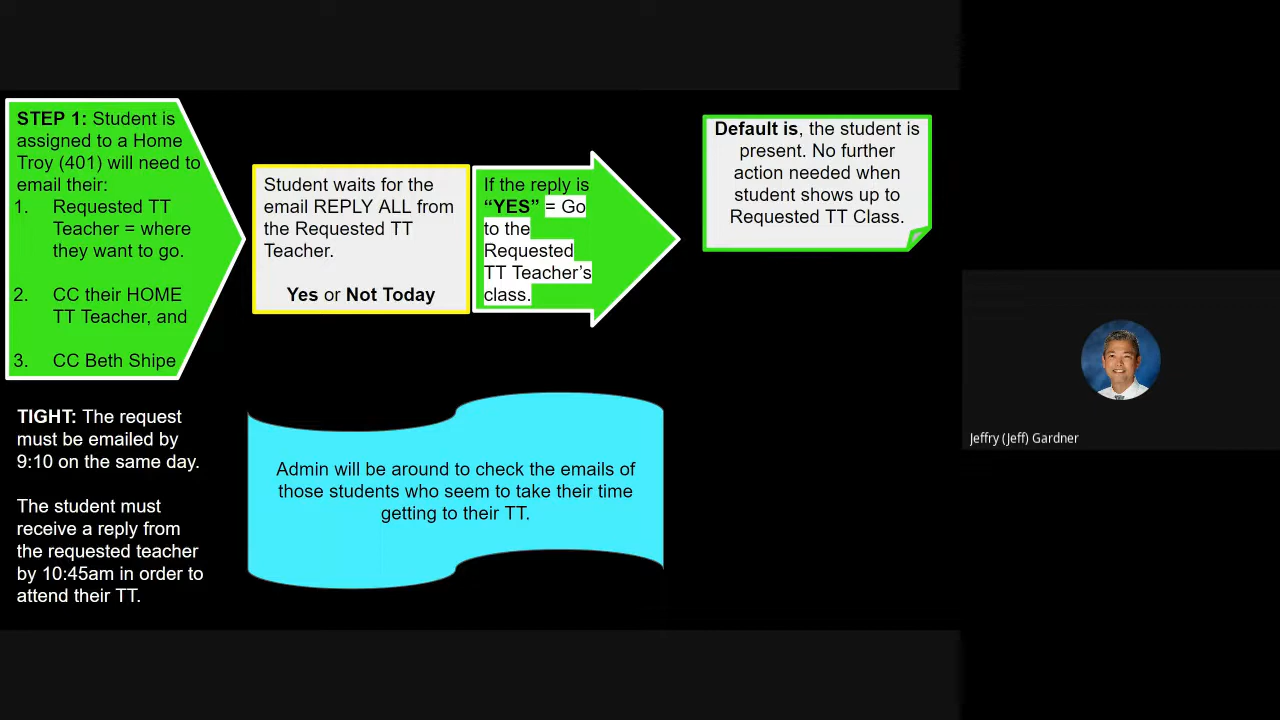 STEP 1: Student is
assigned to a Home
Troy (401) will need to
email their:
1. Requested TT
Teacher = where
they want to go.
2. CC their HOME
TT Teacher, and
3. CC Beth Shipe
TIGHT: The request
must be emailed by
9:10 on the same day.
The student must
receive a reply from
the requested teacher
by 10:45am in order to
attend their TT.
Student waits for the
email REPLY ALL from
the Requested TT
Teacher.
Yes or Not Today
If the reply is
“YES” = Go
to the
Requested
TT Teacher’s
class.
Default is, the student is
present. No further
action needed when
student shows up to
Requested TT Class.
Admin will be around to check the emails of
those students who seem to take their time
getting to their TT.
Jeffry (Jeff) Gardner